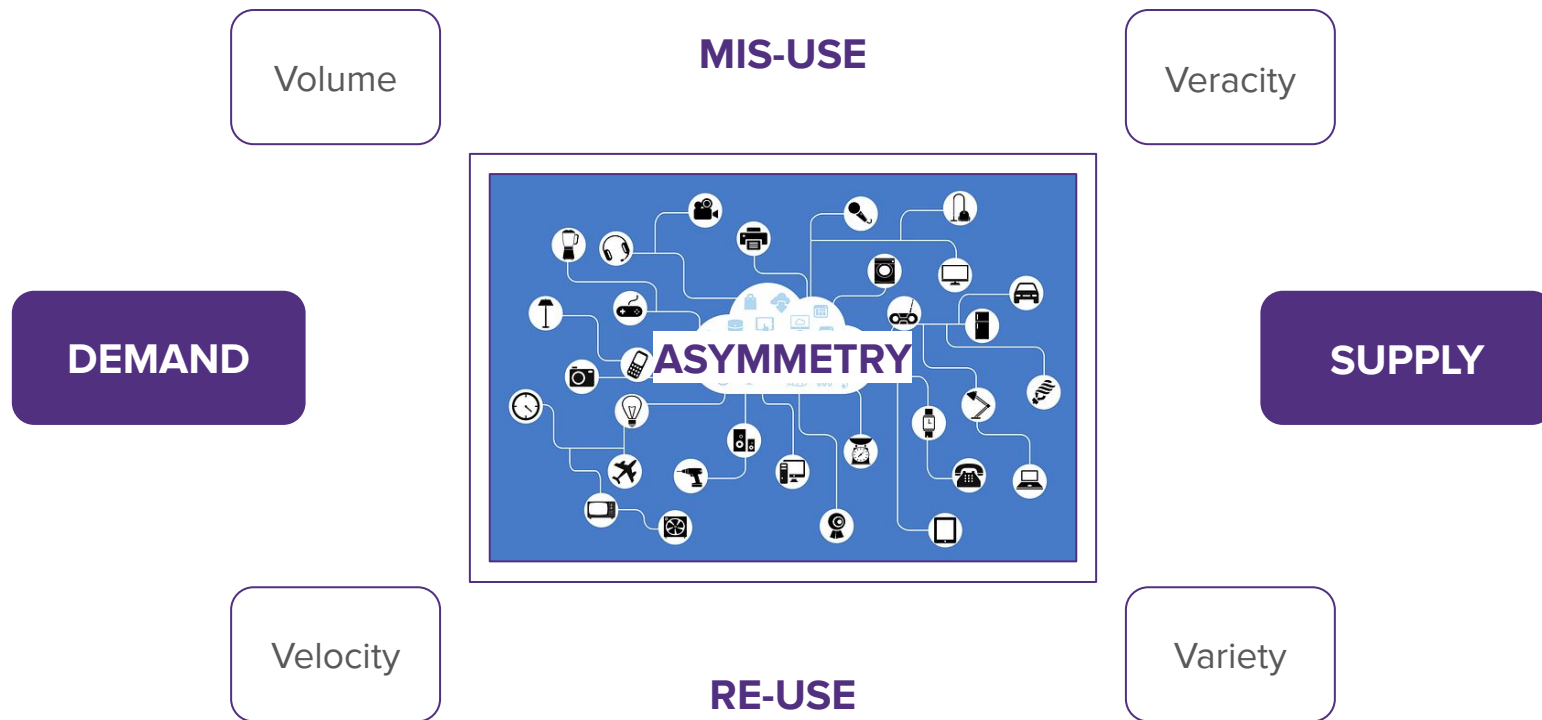 Volume
MIS-USE
Veracity
DEMAND
ASYMMETRY
SUPPLY
Velocity
RE-USE
Variety